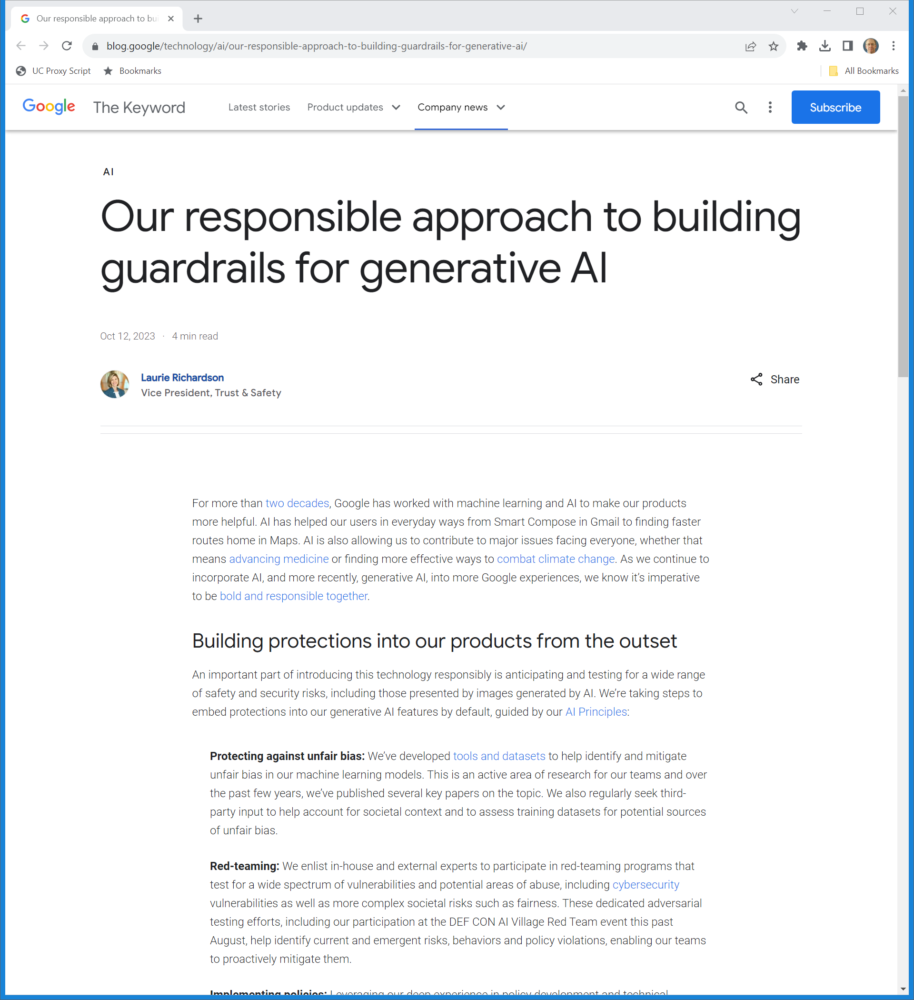 Our responsible approach to bui
blog.google/technology/ai/our-responsible-approach-to-building-guardrails-for-generative-ai/
UC Proxy Script
Bookmarks
All Bookmarks
Google The Keyword
Latest stories
Product updates
Company news
Subscribe
AI
Our responsible approach to building
guardrails for generative AI
Oct 12, 2023 · 4 min read
Laurie Richardson
Vice President, Trust & Safety
Share
For more than two decades, Google has worked with machine learning and AI to make our products
more helpful. AI has helped our users in everyday ways from Smart Compose in Gmail to finding faster
routes home in Maps. AI is also allowing us to contribute to major issues facing everyone, whether that
means advancing medicine or finding more effective ways to combat climate change. As we continue to
incorporate AI, and more recently, generative AI, into more Google experiences, we know it’s imperative
to be bold and responsible together.
Building protections into our products from the outset
An important part of introducing this technology responsibly is anticipating and testing for a wide range
of safety and security risks, including those presented by images generated by AI. We’re taking steps to
embed protections into our generative AI features by default, guided by our AI Principles:
Protecting against unfair bias: We’ve developed tools and datasets to help identify and mitigate
unfair bias in our machine learning models. This is an active area of research for our teams and over
the past few years, we’ve published several key papers on the topic. We also regularly seek third-
party input to help account for societal context and to assess training datasets for potential sources
of unfair bias.
Red-teaming: We enlist in-house and external experts to participate in red-teaming programs that
test for a wide spectrum of vulnerabilities and potential areas of abuse, including cybersecurity
vulnerabilities as well as more complex societal risks such as fairness. These dedicated adversarial
testing efforts, including our participation at the DEF CON AI Village Red Team event this past
August, help identify current and emergent risks, behaviors and policy violations, enabling our teams
to proactively mitigate them.
Implementing policies: Leveraging our deep experience in policy development and technical